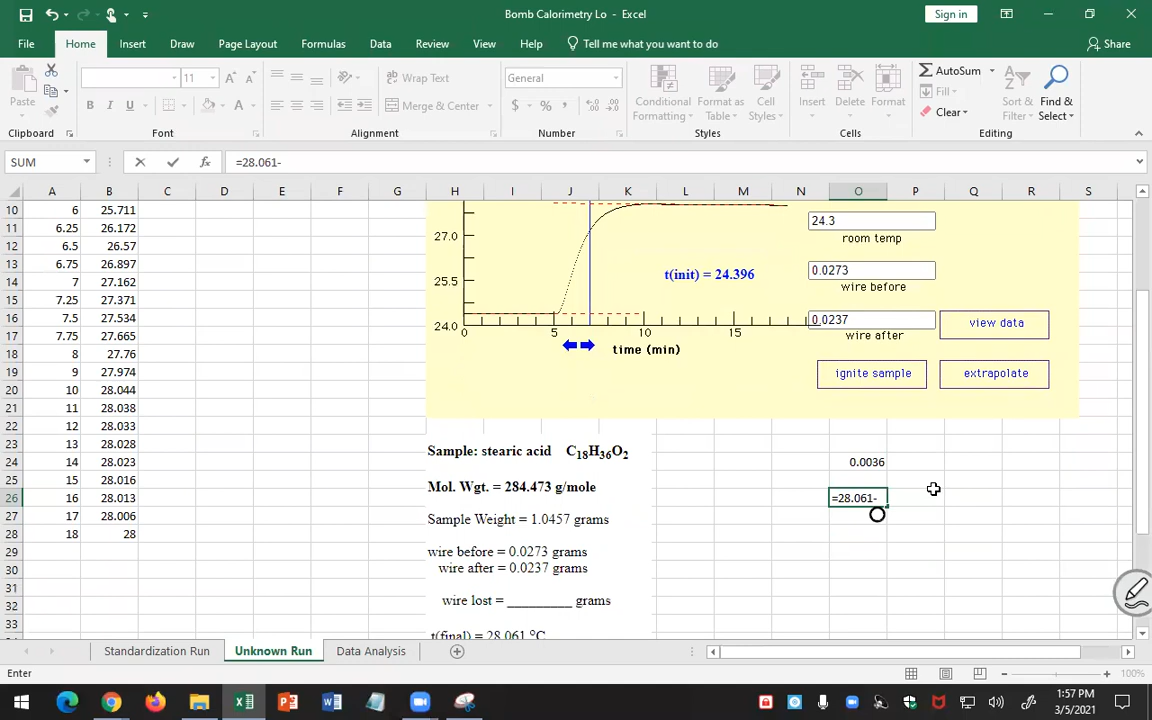 Bomb Calorimetry Lo - Excel
Sign in
File Home Insert Draw Page Layout Formulas Data Review View Help Tell me what you want to do Share
Paste
11
Wrap Text
Merge & Center
General
Conditional Formatting
Format as Table
Cell Styles
Insert Delete Format
AutoSum
Fill
Clear
Sort & Filter
Find & Select
Clipboard Font Alignment Number Styles Cells Editing
SUM =28.061-
A B C D E F G H I J K L M N O P Q R S
10 6 25.711
11 6.25 26.172
12 6.5 26.57
13 6.75 26.897
14 7 27.162
15 7.25 27.371
16 7.5 27.534
17 7.75 27.665
18 8 27.76
19 9 27.974
20 10 28.044
21 11 28.038
22 12 28.033
23 13 28.028
24 14 28.023
25 15 28.016
26 16 28.013
27 17 28.006
28 18 28
29
30
31
32
33
27.0
25.5
24.0
0 5 10 15
time (min)
t(init) = 24.396
24.3
room temp
0.0273
wire before
0.0237
wire after
view data
ignite sample
extrapolate
Sample: stearic acid C18H36O2
Mol. Wgt. = 284.473 g/mole
Sample Weight = 1.0457 grams
wire before = 0.0273 grams
wire after = 0.0237 grams
wire lost = _________ grams
t(final) = 28.061 °C
0.0036
=28.061-
Standardization Run Unknown Run Data Analysis
Enter
100%
1:57 PM
3/5/2021